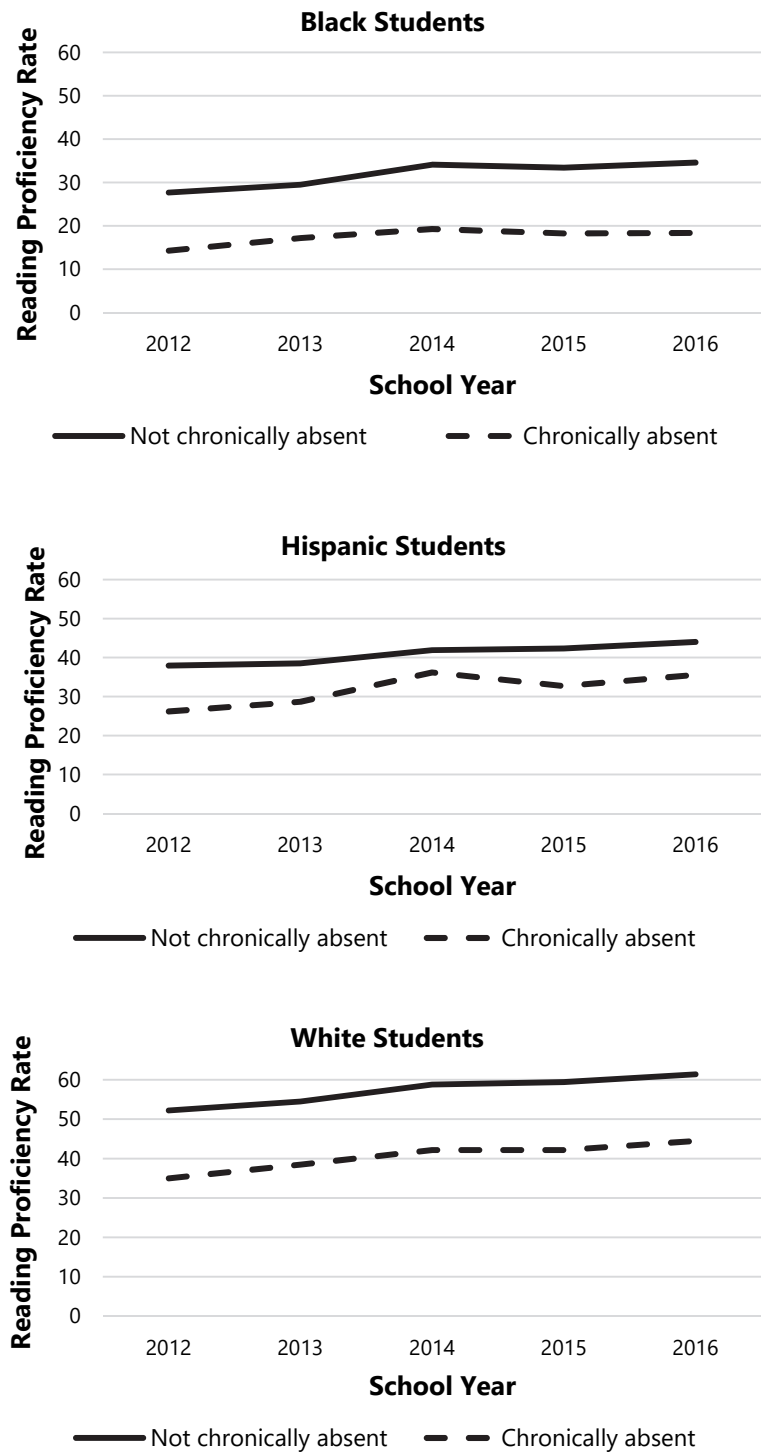 Black Students
Reading Proficiency Rate
60
50
40
30
20
10
0
2012 2013 2014 2015 2016
School Year
Not chronically absent Chronically absent
Hispanic Students
Reading Proficiency Rate
60
50
40
30
20
10
0
2012 2013 2014 2015 2016
School Year
Not chronically absent Chronically absent
White Students
Reading Proficiency Rate
60
50
40
30
20
10
0
2012 2013 2014 2015 2016
School Year
Not chronically absent Chronically absent